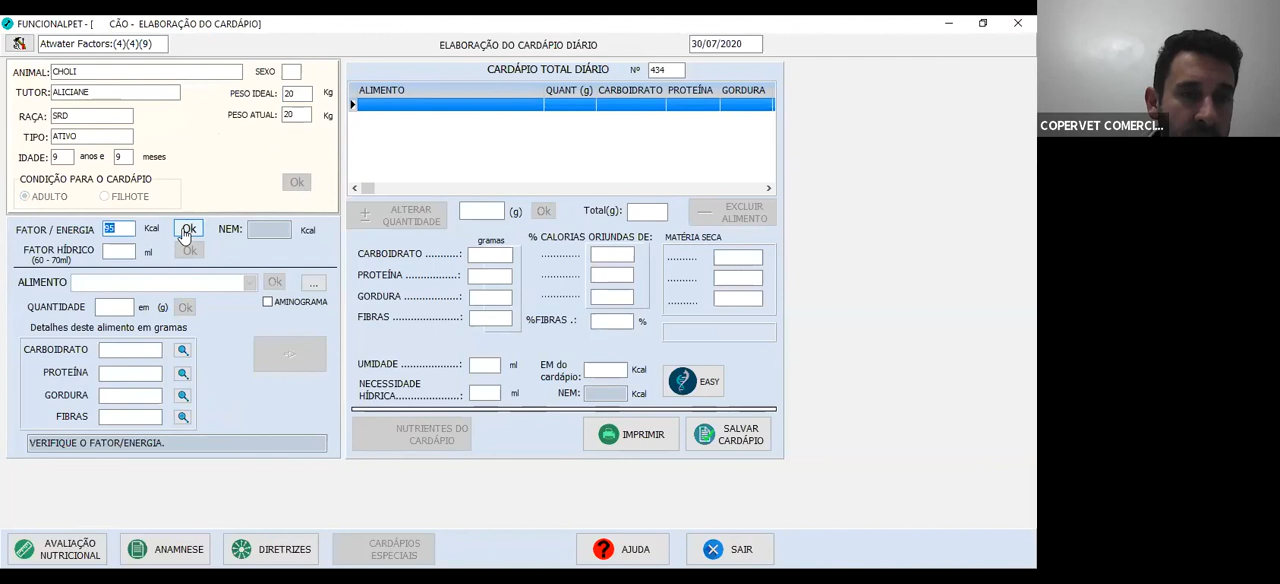 FUNCIONALPET - [ CÃO - ELABORAÇÃO DO CARDÁPIO]
Atwater Factors:(4)(4)(9)
ELABORAÇÃO DO CARDÁPIO DIÁRIO
30/07/2020
ANIMAL: CHOLI
SEXO
TUTOR: ALICIANE
PESO IDEAL: 20 Kg
RAÇA: SRD
PESO ATUAL: 20 Kg
TIPO: ATIVO
IDADE: 9 anos e 9 meses
CONDIÇÃO PARA O CARDÁPIO
Ok
ADULTO
FILHOTE
FATOR / ENERGIA 95 Kcal Ok NEM: Kcal
FATOR HÍDRICO ml Ok
(60 - 70ml)
ALIMENTO Ok ...
QUANTIDADE em (g) Ok
AMINOGRAMA
Detalhes deste alimento em gramas
CARBOIDRATO
PROTEÍNA
GORDURA
FIBRAS
VERIFIQUE O FATOR/ENERGIA.
CARDÁPIO TOTAL DIÁRIO Nº 434
ALIMENTO QUANT (g) CARBOIDRATO PROTEÍNA GORDURA
ALTERAR
QUANTIDADE
(g) Ok Total(g):
EXCLUIR
ALIMENTO
gramas
% CALORIAS ORIUNDAS DE:
MATÉRIA SECA
CARBOIDRATO ..........: ............ ..........
PROTEÍNA ..................: ............ ..........
GORDURA ..................: ............ ..........
FIBRAS .......................: %FIBRAS .: %
UMIDADE ......................: ml
EM do
cardápio: Kcal
NECESSIDADE
HÍDRICA.......................: ml
NEM: Kcal
EASY
NUTRIENTES DO
CARDÁPIO
IMPRIMIR
SALVAR
CARDÁPIO
AVALIAÇÃO
NUTRICIONAL
ANAMNESE
DIRETRIZES
CARDÁPIOS
ESPECIAIS
AJUDA
SAIR
COPERVET COMERCI...